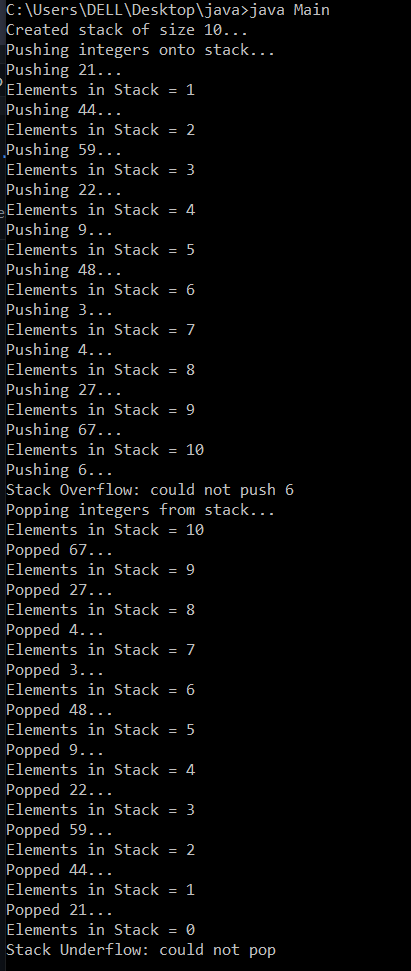 C:\Users\DELL\Desktop\java>java Main
Created stack of size 10...
Pushing integers onto stack...
Pushing 21...
Elements in Stack = 1
Pushing 44...
Elements in Stack = 2
Pushing 59...
Elements in Stack = 3
Pushing 22...
Elements in Stack = 4
Pushing 9...
Elements in Stack = 5
Pushing 48...
Elements in Stack = 6
Pushing 3...
Elements in Stack = 7
Pushing 4...
Elements in Stack = 8
Pushing 27...
Elements in Stack = 9
Pushing 67...
Elements in Stack = 10
Pushing 6...
Stack Overflow: could not push 6
Popping integers from stack...
Elements in Stack = 10
Popped 67...
Elements in Stack = 9
Popped 27...
Elements in Stack = 8
Popped 4...
Elements in Stack = 7
Popped 3...
Elements in Stack = 6
Popped 48...
Elements in Stack = 5
Popped 9...
Elements in Stack = 4
Popped 22...
Elements in Stack = 3
Popped 59...
Elements in Stack = 2
Popped 44...
Elements in Stack = 1
Popped 21...
Elements in Stack = 0
Stack Underflow: could not pop